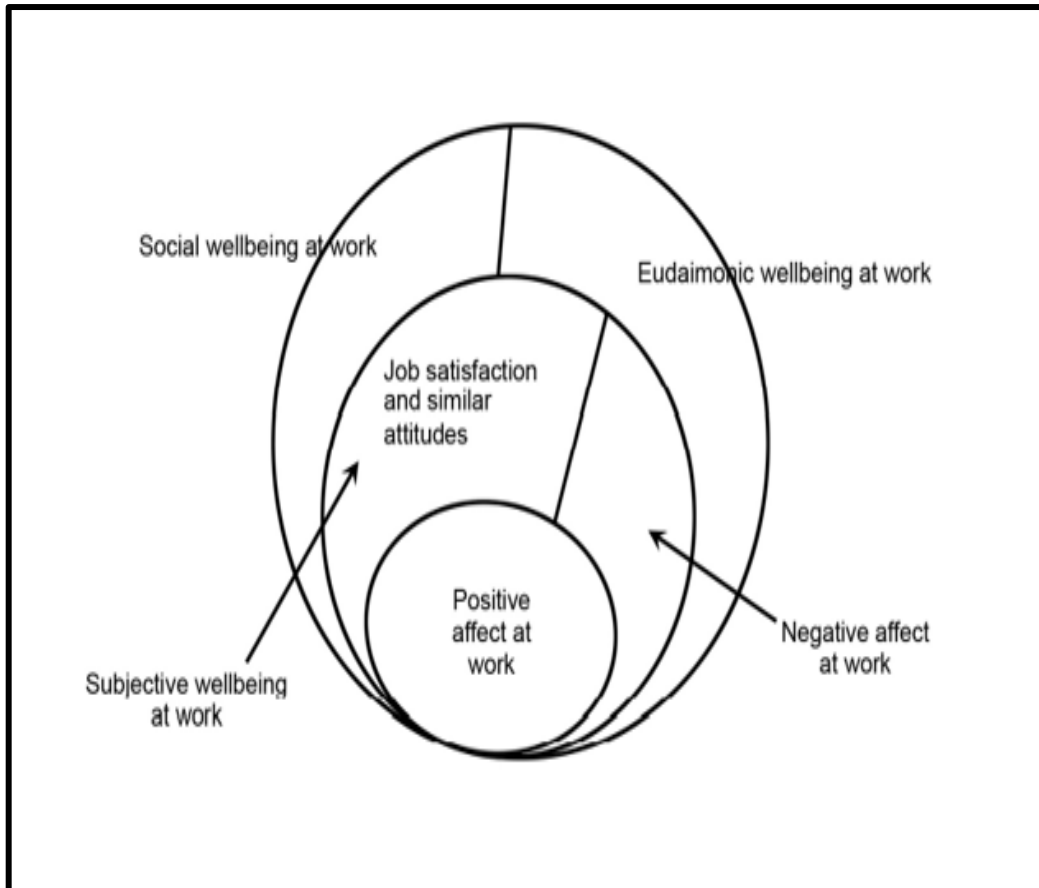 Social wellbeing at work
Eudaimonic wellbeing at work
Job satisfaction
and similar
attitudes
Positive
affect at
work
Negative affect
at work
Subjective wellbeing
at work